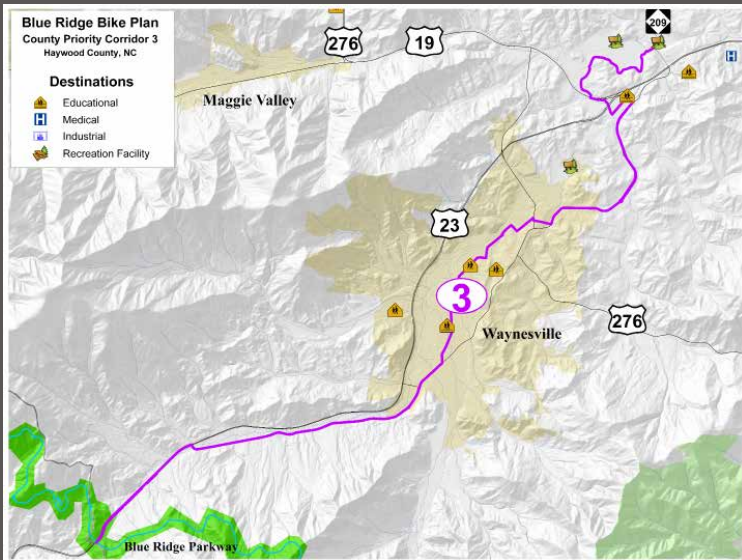 Blue Ridge Bike Plan
County Priority Corridor 3
Haywood County, NC
Destinations
Educational
Medical
Industrial
Recreation Facility
276
19
209
Maggie Valley
23
3
Waynesville
276
Blue Ridge Parkway